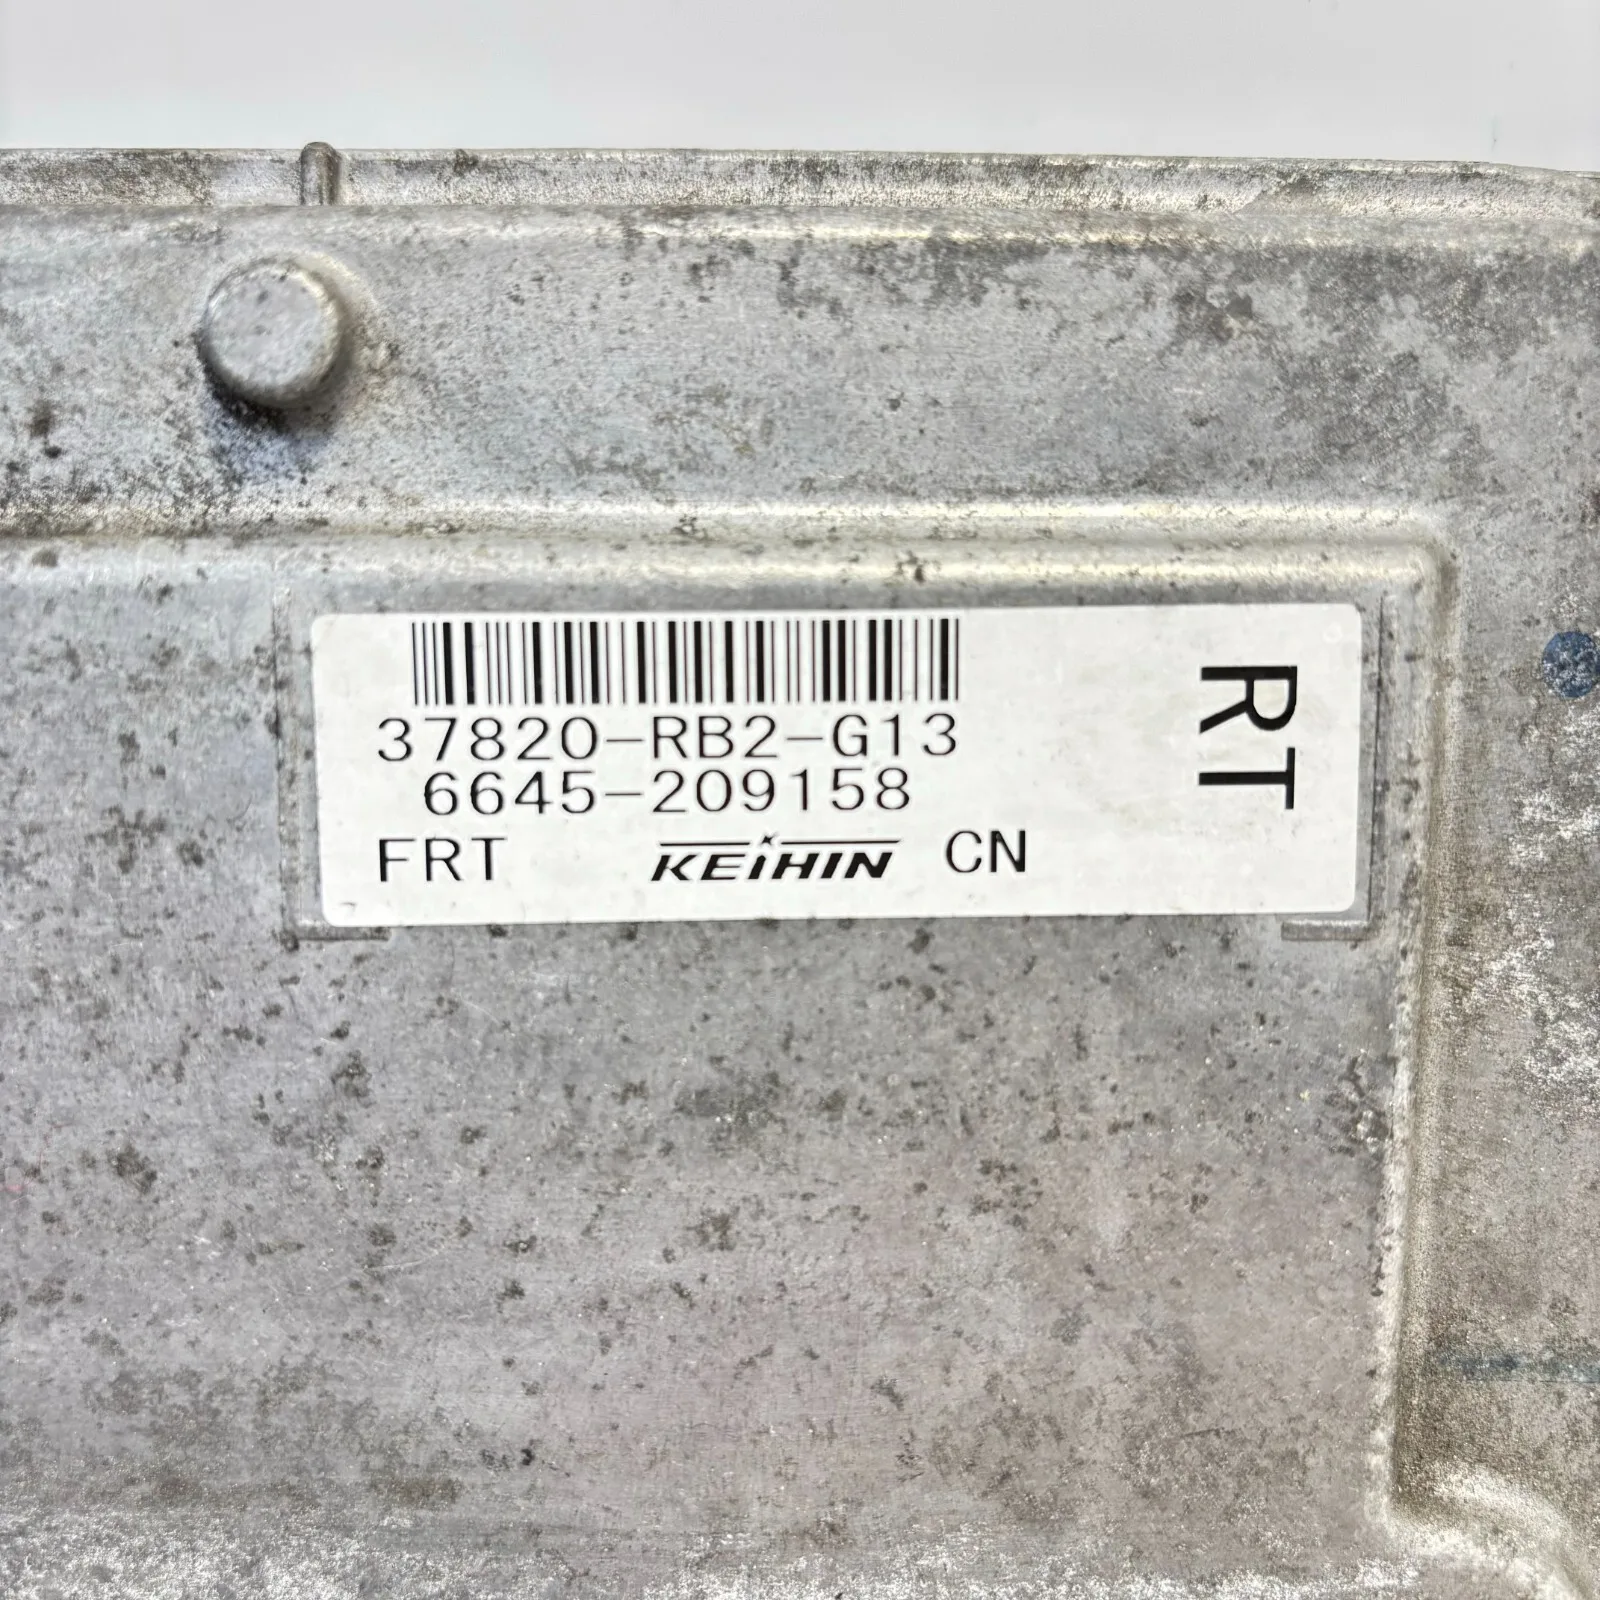 37820-RB2-G13
6645-209158
FRT KEIHIN CN
RT